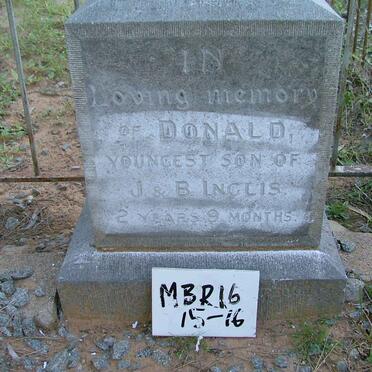 IN
Loving memory
OF DONALD,
YOUNGEST SON OF
J & B INGLIS
2 YEARS 9 MONTHS.
MBR16
15-16